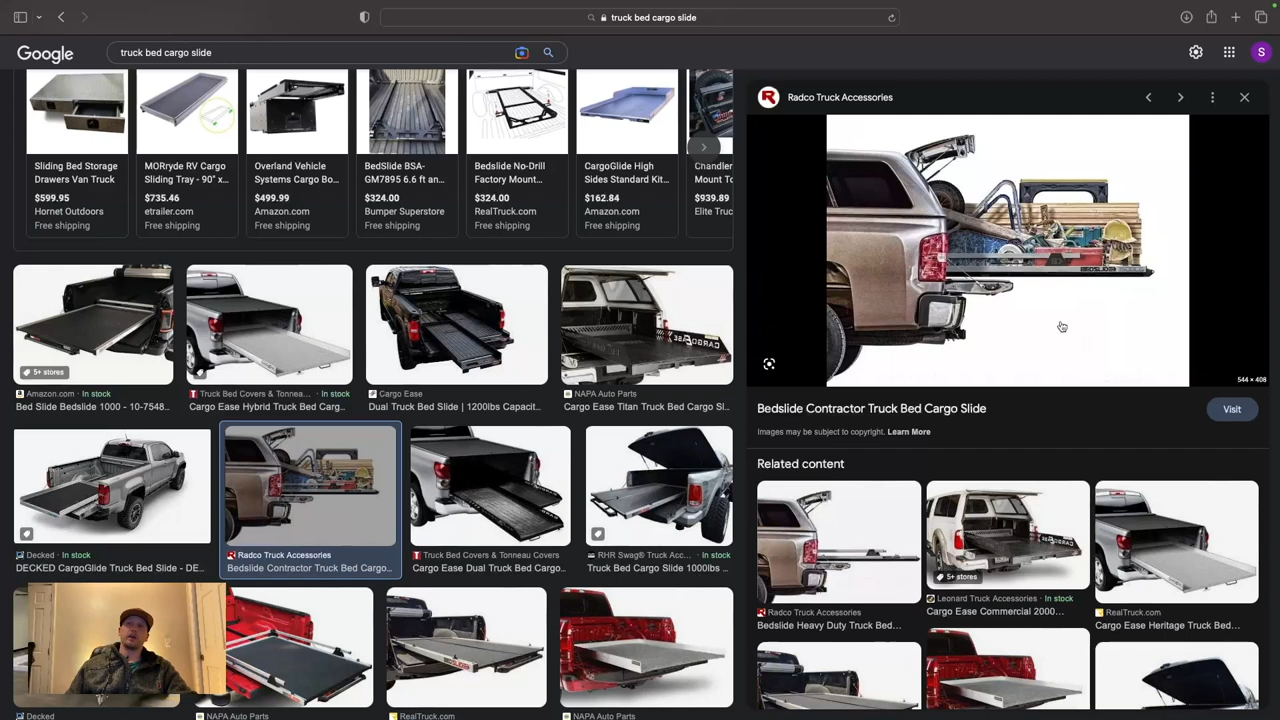 truck bed cargo slide
Google
truck bed cargo slide
S
Sliding Bed Storage
Drawers Van Truck
$599.95
Hornet Outdoors
Free shipping
MORryde RV Cargo
Sliding Tray - 90" x...
$735.46
etrailer.com
Free shipping
Overland Vehicle
Systems Cargo Bo...
$499.99
Amazon.com
Free shipping
BedSlide BSA-
GM7895 6.6 ft an...
$324.00
Bumper Superstore
Free shipping
Bedslide No-Drill
Factory Mount...
$324.00
RealTruck.com
Free shipping
CargoGlide High
Sides Standard Kit...
$162.84
Amazon.com
Free shipping
Chandler
Mount To
$939.89
Elite Truc
5+ stores
Amazon.com · In stock
Bed Slide Bedslide 1000 - 10-7548...
Truck Bed Covers & Tonneau ... · In stock
Cargo Ease Hybrid Truck Bed Carg...
Cargo Ease
Dual Truck Bed Slide | 1200lbs Capacit...
CARGO EASE
NAPA Auto Parts
Cargo Ease Titan Truck Bed Cargo Sl...
Decked · In stock
DECKED CargoGlide Truck Bed Slide - DE...
Radco Truck Accessories
Bedslide Contractor Truck Bed Cargo...
Truck Bed Covers & Tonneau Covers
Cargo Ease Dual Truck Bed Cargo...
RHR Swag® Truck Acc... · In stock
Truck Bed Cargo Slide 1000lbs ...
Decked
NAPA Auto Parts
BEDSLIDE
RealTruck.com
NAPA Auto Parts
R
Radco Truck Accessories
BEDSLIDE
544 × 408
Bedslide Contractor Truck Bed Cargo Slide
Visit
Images may be subject to copyright. Learn More
Related content
Radco Truck Accessories
Bedslide Heavy Duty Truck Bed...
CARGO EASE
5+ stores
Leonard Truck Accessories · In stock
Cargo Ease Commercial 2000...
RealTruck.com
Cargo Ease Heritage Truck Bed...